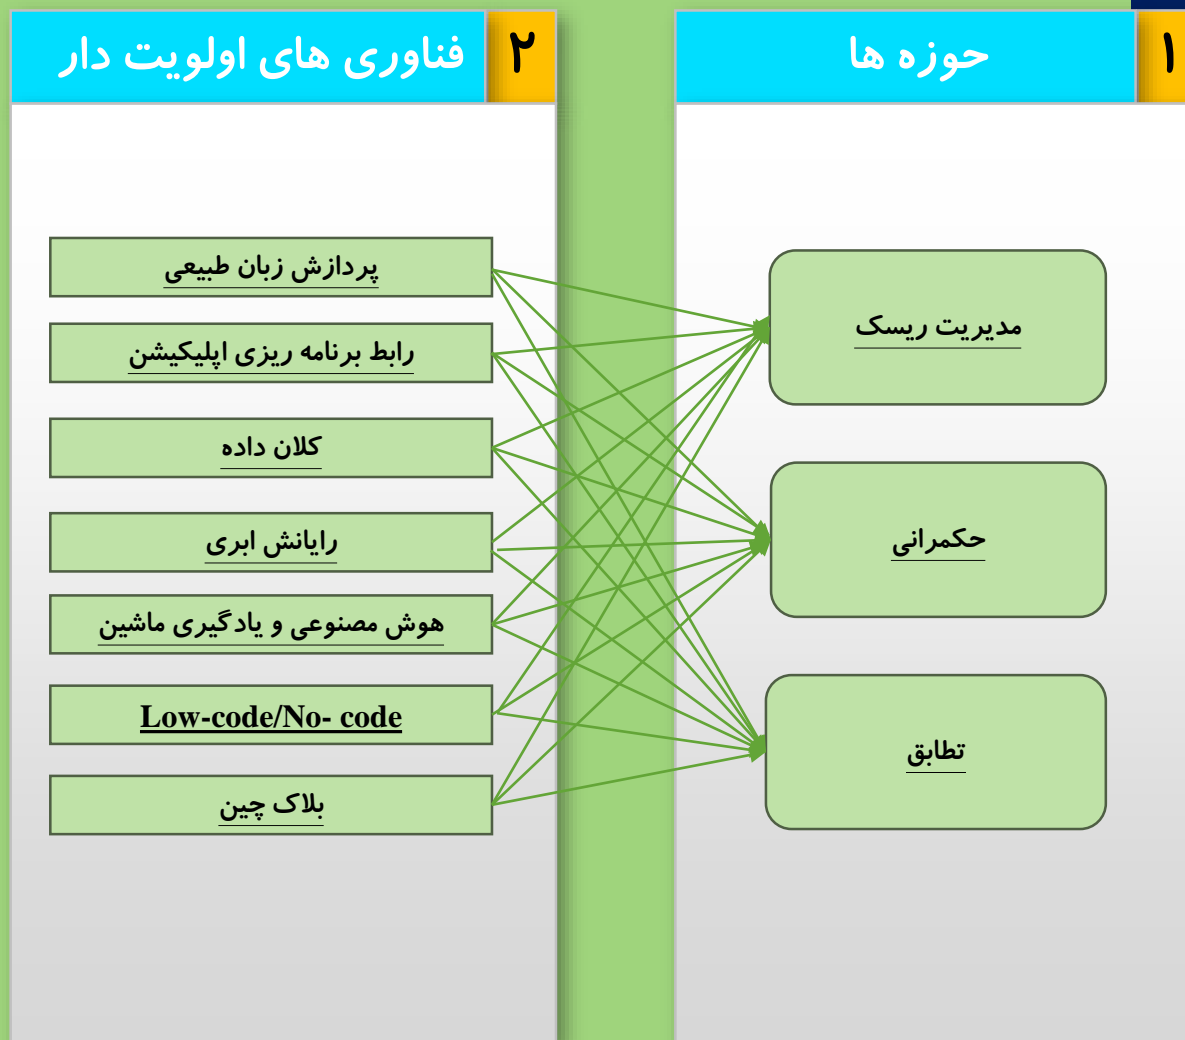 ۱
حوزه ها
مدیریت ریسک
حکمرانی
تطابق
۲
فناوری های اولویت دار
پردازش زبان طبیعی
رابط برنامه ریزی اپلیکیشن
کلان داده
رایانش ابری
هوش مصنوعی و یادگیری ماشین
Low-code/No- code
بلاک چین